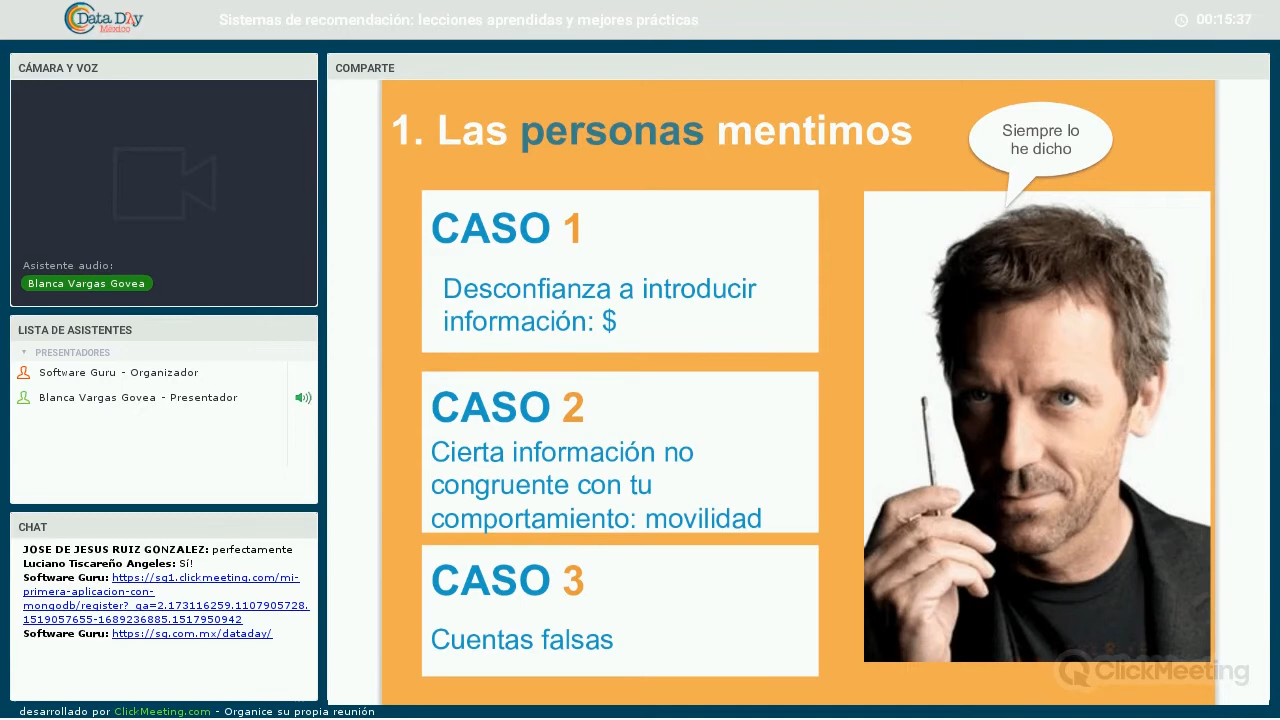 Data Day
México
Sistemas de recomendación: lecciones aprendidas y mejores prácticas
00:15:37
CÁMARA Y VOZ
Asistente audio:
Blanca Vargas Govea
LISTA DE ASISTENTES
PRESENTADORES
Software Guru - Organizador
Blanca Vargas Govea - Presentador
CHAT
JOSE DE JESUS RUIZ GONZALEZ: perfectamente
Luciano Tiscareño Angeles: Sí!
Software Guru: https://sg1.clickmeeting.com/mi-
primera-aplicacion-con-
mongodb/register?_ga=2.173116259.1107905728.
1519057655-1689236885.1517950942
Software Guru: https://sg.com.mx/dataday/
COMPARTE
1. Las personas mentimos
Siempre lo
he dicho
CASO 1
Desconfianza a introducir
información: $
CASO 2
Cierta información no
congruente con tu
comportamiento: movilidad
CASO 3
Cuentas falsas
ClickMeeting
desarrollado por ClickMeeting.com - Organice su propia reunión